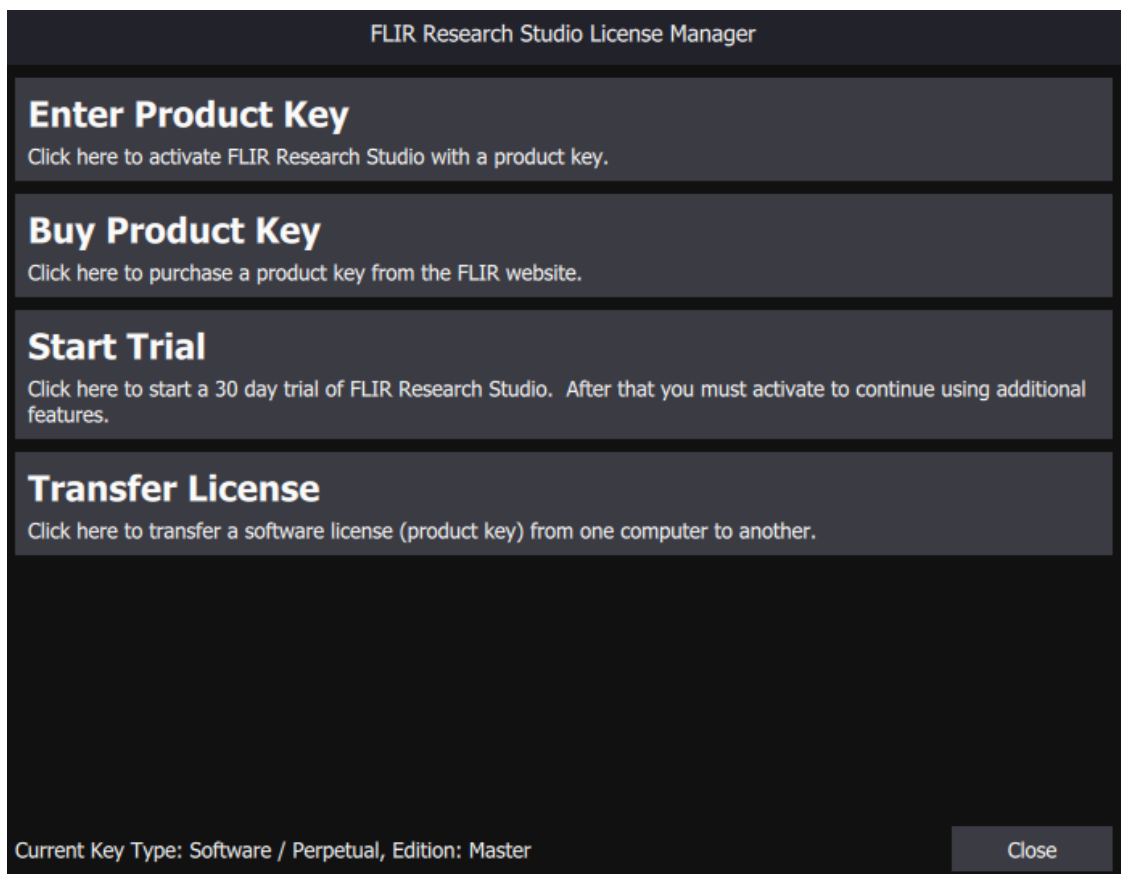 FLIR Research Studio License Manager
Enter Product Key
Click here to activate FLIR Research Studio with a product key.
Buy Product Key
Click here to purchase a product key from the FLIR website.
Start Trial
Click here to start a 30 day trial of FLIR Research Studio.  After that you must activate to continue using additional
features.
Transfer License
Click here to transfer a software license (product key) from one computer to another.
Current Key Type: Software / Perpetual, Edition: Master
Close